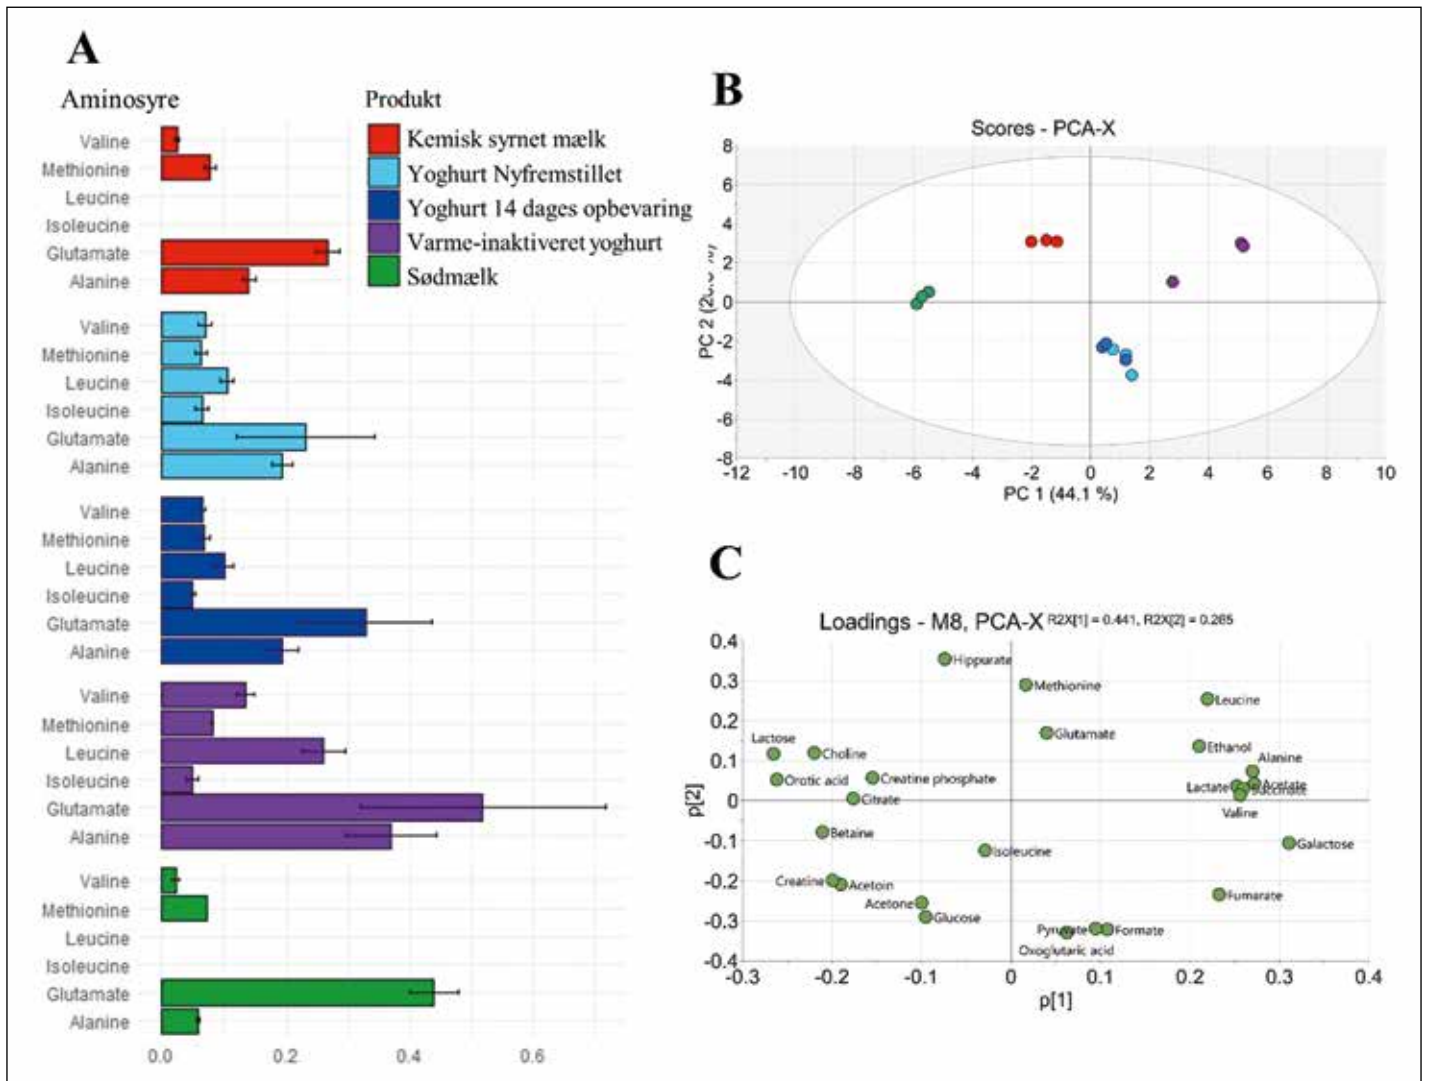 A
Aminosyre
Produkt
Kemisk syrnet mælk
Yoghurt Nyfremstillet
Yoghurt 14 dages opbevaring
Varme-inaktiveret yoghurt
Sødmælk
Valine
Methionine
Leucine
Isoleucine
Glutamate
Alanine
Valine
Methionine
Leucine
Isoleucine
Glutamate
Alanine
Valine
Methionine
Leucine
Isoleucine
Glutamate
Alanine
Valine
Methionine
Leucine
Isoleucine
Glutamate
Alanine
Valine
Methionine
Leucine
Isoleucine
Glutamate
Alanine
0.0 0.2 0.4 0.6
B
Scores - PCA-X
8
6
4
2
0
-2
-4
-6
-8
PC 2
-12 -10 -8 -6 -4 -2 0 2 4 6 8 10
PC 1 (44.1 %)
C
Loadings - M8, PCA-X R2X[1] = 0.441, R2X[2] = 0.265
0.4
0.3
0.2
0.1
0
-0.1
-0.2
-0.3
-0.4
p[2]
Hippurate
Methionine
Leucine
Glutamate
Lactose
Choline
Ethanol
Alanine
Orotic acid
Creatine phosphate
Lactate
Acetate
Succinate
Citrate
Valine
Betaine
Galactose
Isoleucine
Creatine
Acetoin
Acetone
Fumarate
Glucose
Pyruvate
Formate
Oxoglutaric acid
-0.3 -0.2 -0.1 0 0.1 0.2 0.3 0.4
p[1]